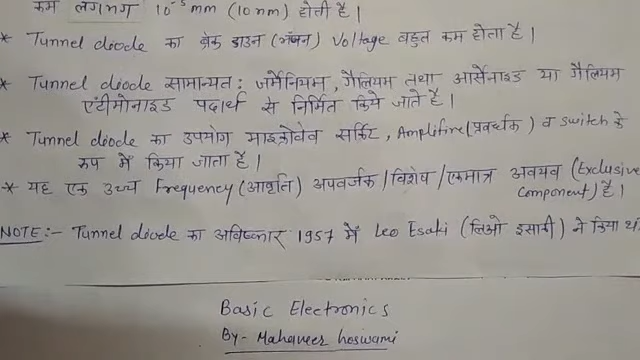 कम लगभग 10⁻⁵ mm (10 nm) होती है।
* Tunnel diode का ब्रेक डाउन (भंजन) Voltage बहुत कम होता है।
* Tunnel diode सामान्यत: जर्मेनियम, गैलियम तथा आर्सेनाइड या गैलियम
एंटीमोनाइड पदार्थ से निर्मित किये जाते है।
* Tunnel diode का उपयोग माइक्रोवेव सर्किट, Amplifire (प्रवर्धक) व Switch के
रूप में किया जाता है।
* यह एक उच्च Frequency (आवृति) अपवर्जक / विशेष / एकमात्र अवयव (Exclusive
Component) है।
NOTE:- Tunnel diode का अविष्कार 1957 में Leo Esaki (लिओ इसाकी) ने किया था
Basic Electronics
By- Mahaveer Goswami